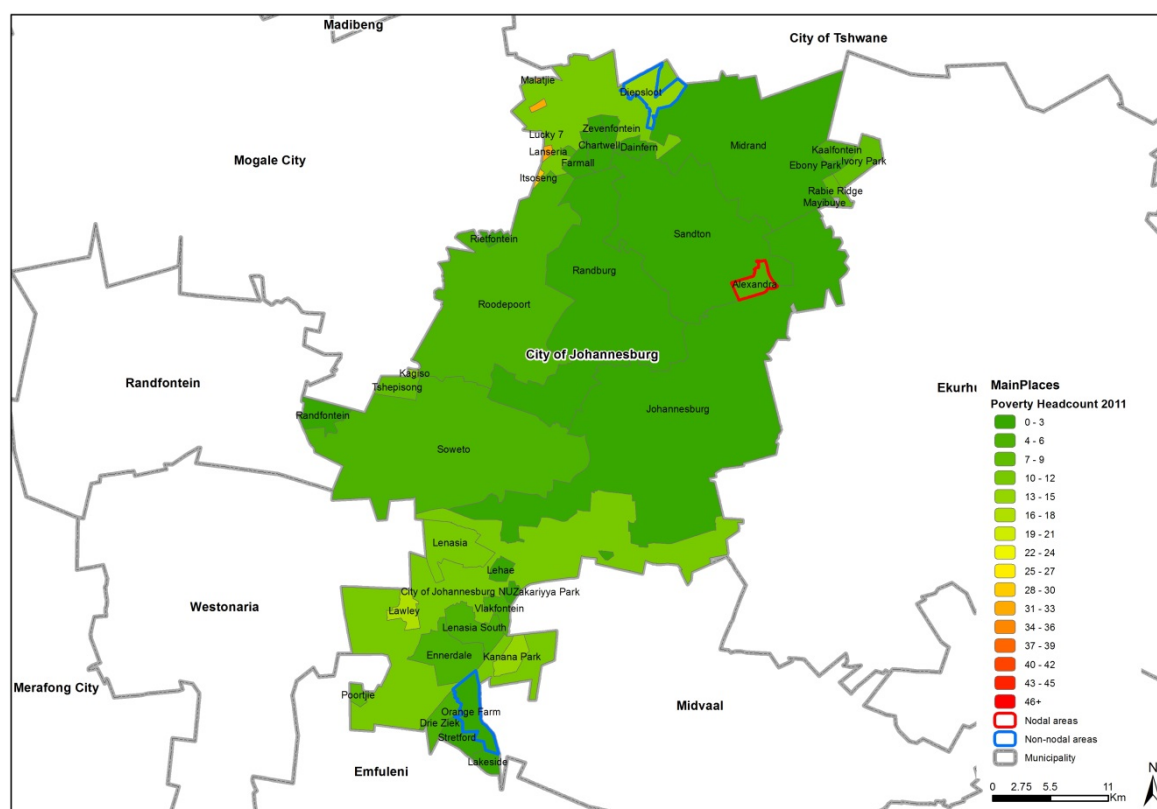 Madibeng
City of Tshwane
Malatjie
Diepsloot
Zevenfontein
Lucky 7
Chartwell
Dainfern
Midrand
Kaalfontein
Lanseria
Farmall
Ebony Park
Ivory Park
Mogale City
Itsoseng
Rabie Ridge
Mayibuye
Sandton
Rietfontein
Randburg
Alexandra
Roodepoort
City of Johannesburg
Kagiso
Randfontein
Tshepisong
Ekurhu
Johannesburg
Randfontein
Soweto
Lenasia
Lehae
City of Johannesburg NU
Zakariyya Park
Westonaria
Lawley
Vlakfontein
Lenasia South
Ennerdale
Kanana Park
Merafong City
Poortjie
Midvaal
Orange Farm
Drie Ziek
Stretford
Lakeside
Emfuleni
MainPlaces
Poverty Headcount 2011
0 - 3
4 - 6
7 - 9
10 - 12
13 - 15
16 - 18
19 - 21
22 - 24
25 - 27
28 - 30
31 - 33
34 - 36
37 - 39
40 - 42
43 - 45
46+
Nodal areas
Non-nodal areas
Municipality
N
0 2.75 5.5 11
Km